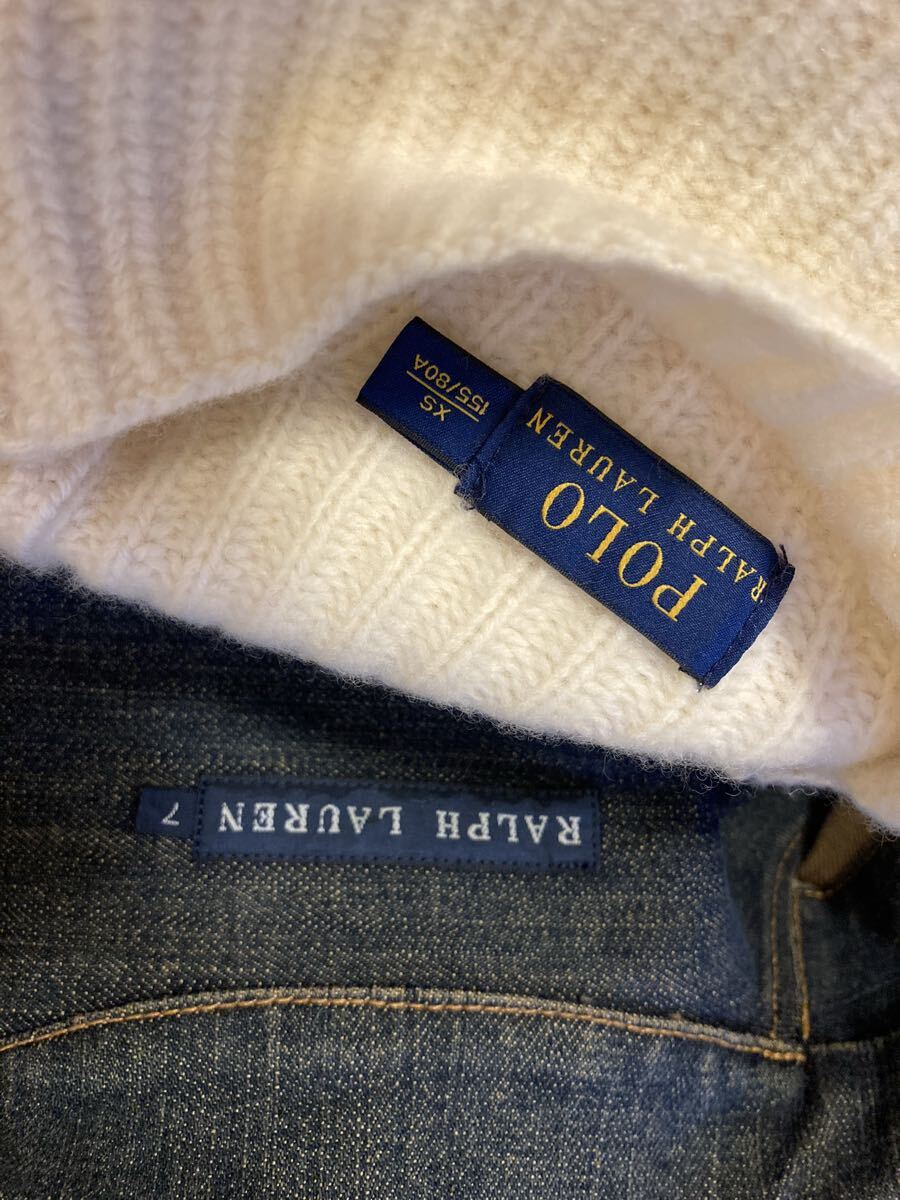 POLO
RALPH LAUREN
XS
155/80A
RALPH LAUREN
7